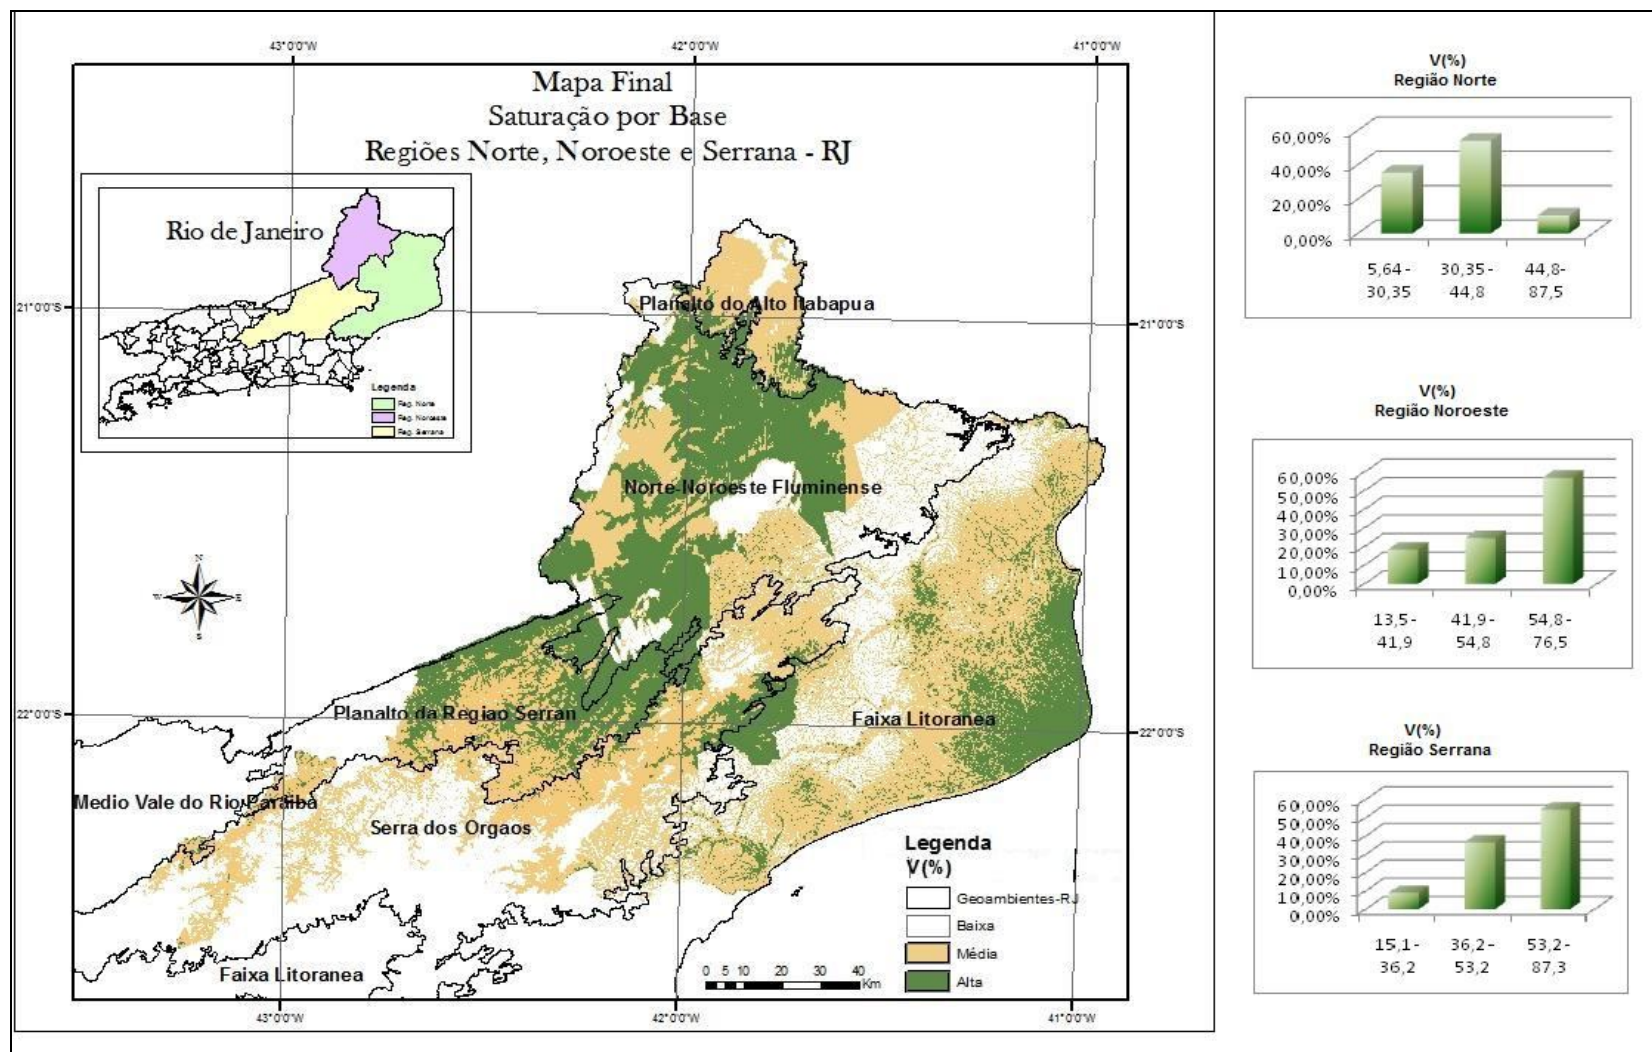 43°0'0"W
42°0'0"W
41°0'0"W
Mapa Final
Saturação por Base
Regiões Norte, Noroeste e Serrana - RJ
Rio de Janeiro
Legenda
Reg. Norte
Reg. Noroeste
Reg. Serrana
21°0'0"S
21°0'0"S
Planalto do Alto Itabapua
Norte-Noroeste Fluminense
N
W
E
S
22°0'0"S
22°0'0"S
Planalto da Regiao Serran
Faixa Litoranea
Medio Vale do Rio Paraiba
Serra dos Orgaos
Faixa Litoranea
Legenda
V(%)
Geoambientes-RJ
Baixa
Média
Alta
0 5 10 20 30 40
Km
43°0'0"W
42°0'0"W
41°0'0"W
V(%)
Região Norte
60,00%
40,00%
20,00%
0,00%
5,64- 30,35- 44,8-
30,35 44,8 87,5
V(%)
Região Noroeste
60,00%
50,00%
40,00%
30,00%
20,00%
10,00%
0,00%
13,5- 41,9- 54,8-
41,9 54,8 76,5
V(%)
Região Serrana
60,00%
50,00%
40,00%
30,00%
20,00%
10,00%
0,00%
15,1- 36,2- 53,2-
36,2 53,2 87,3